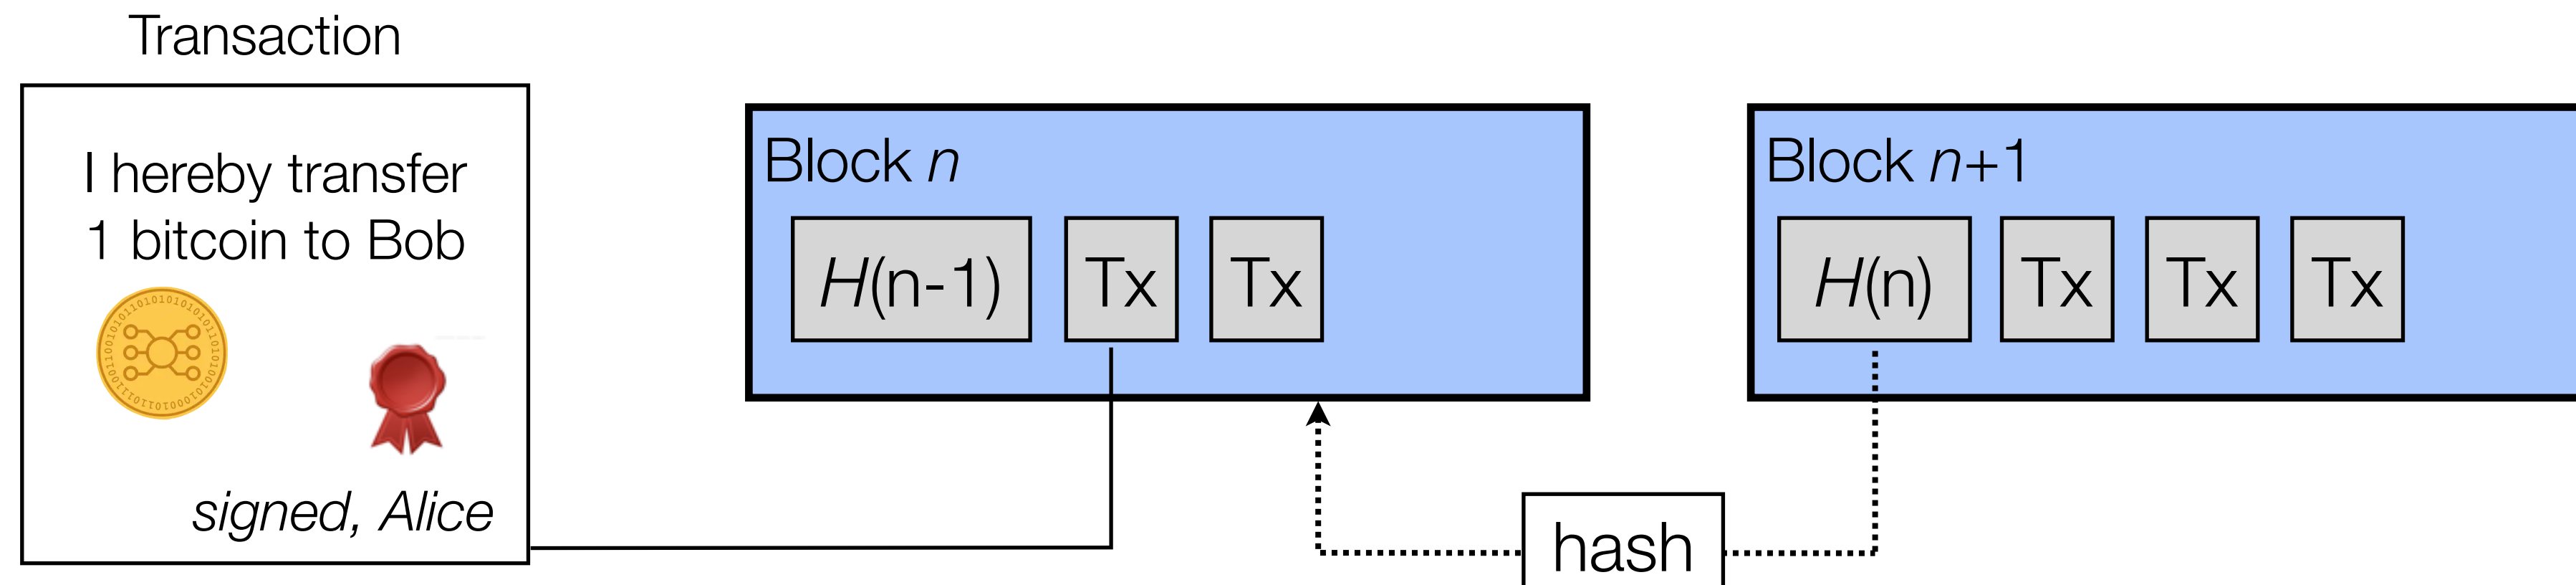 Transaction
I hereby transfer
1 bitcoin to Bob
signed, Alice
Block n
H(n-1)
Tx
Tx
Block n+1
H(n)
Tx
Tx
Tx
hash